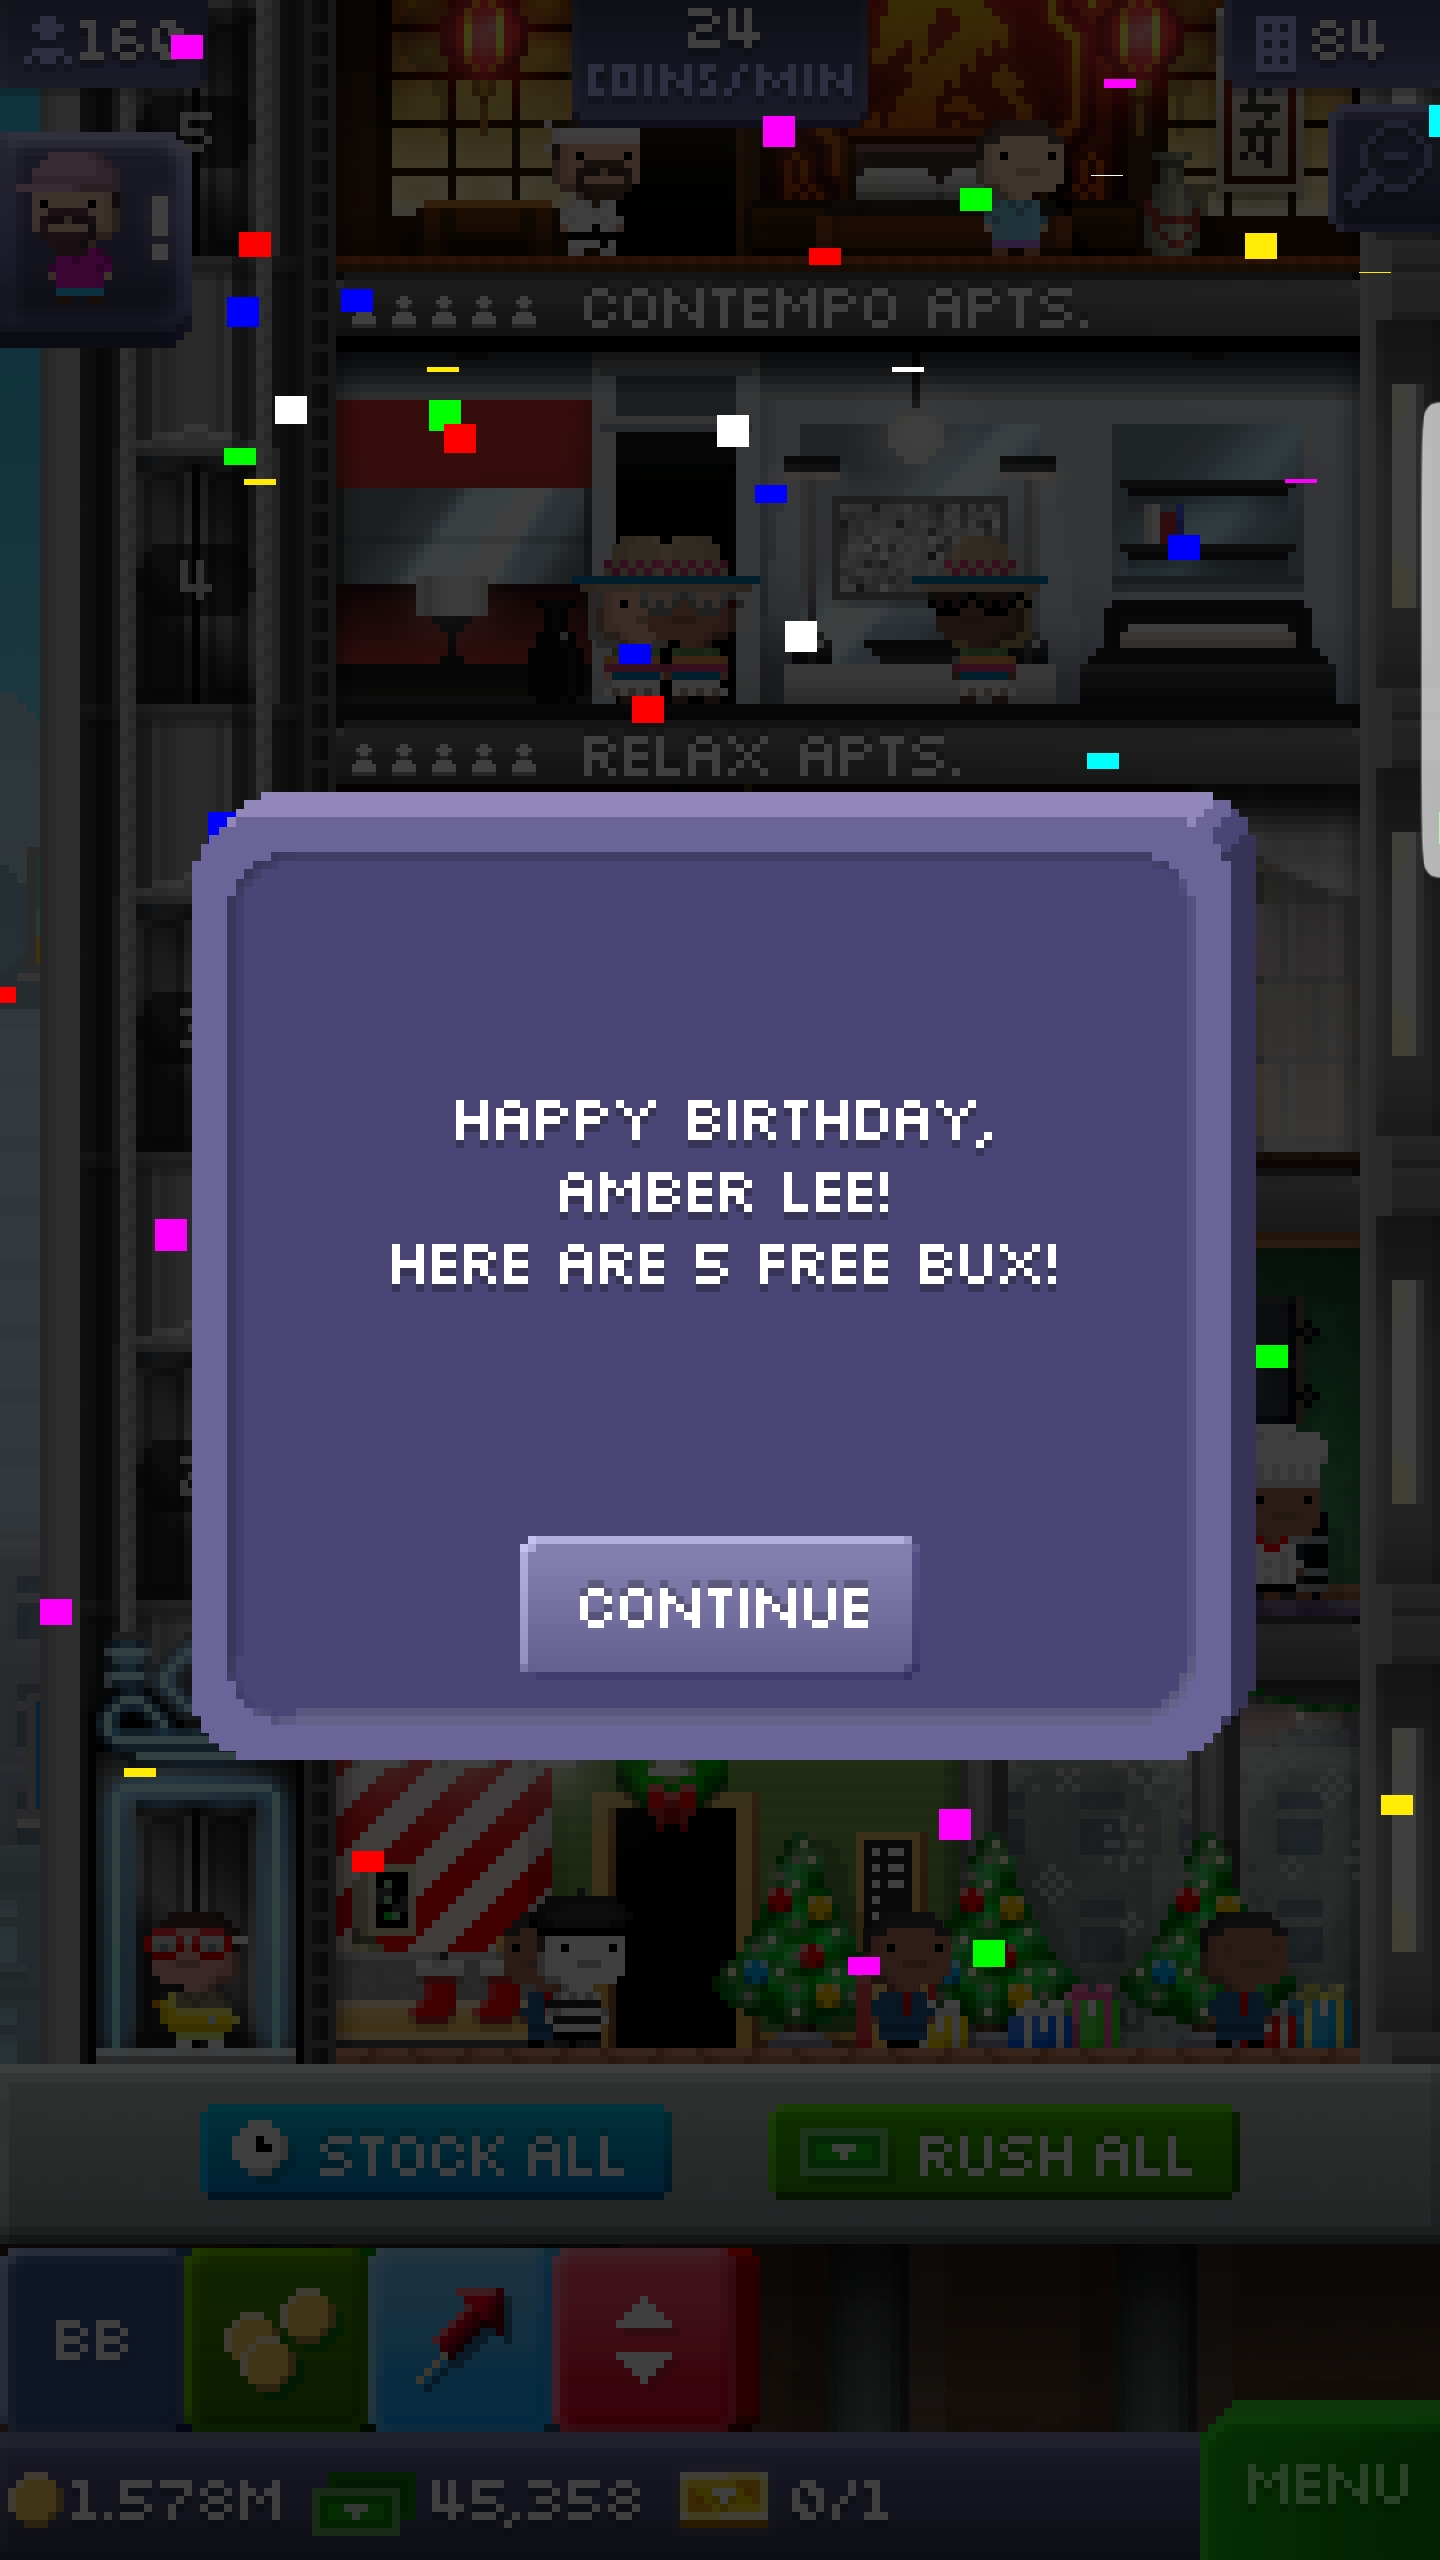 160
24
COINS/MIN
84
5
!
CONTEMPO APTS.
4
RELAX APTS.
HAPPY BIRTHDAY,
AMBER LEE!
HERE ARE 5 FREE BUX!
CONTINUE
STOCK ALL
RUSH ALL
BB
1.578M
45,358
0/1
MENU